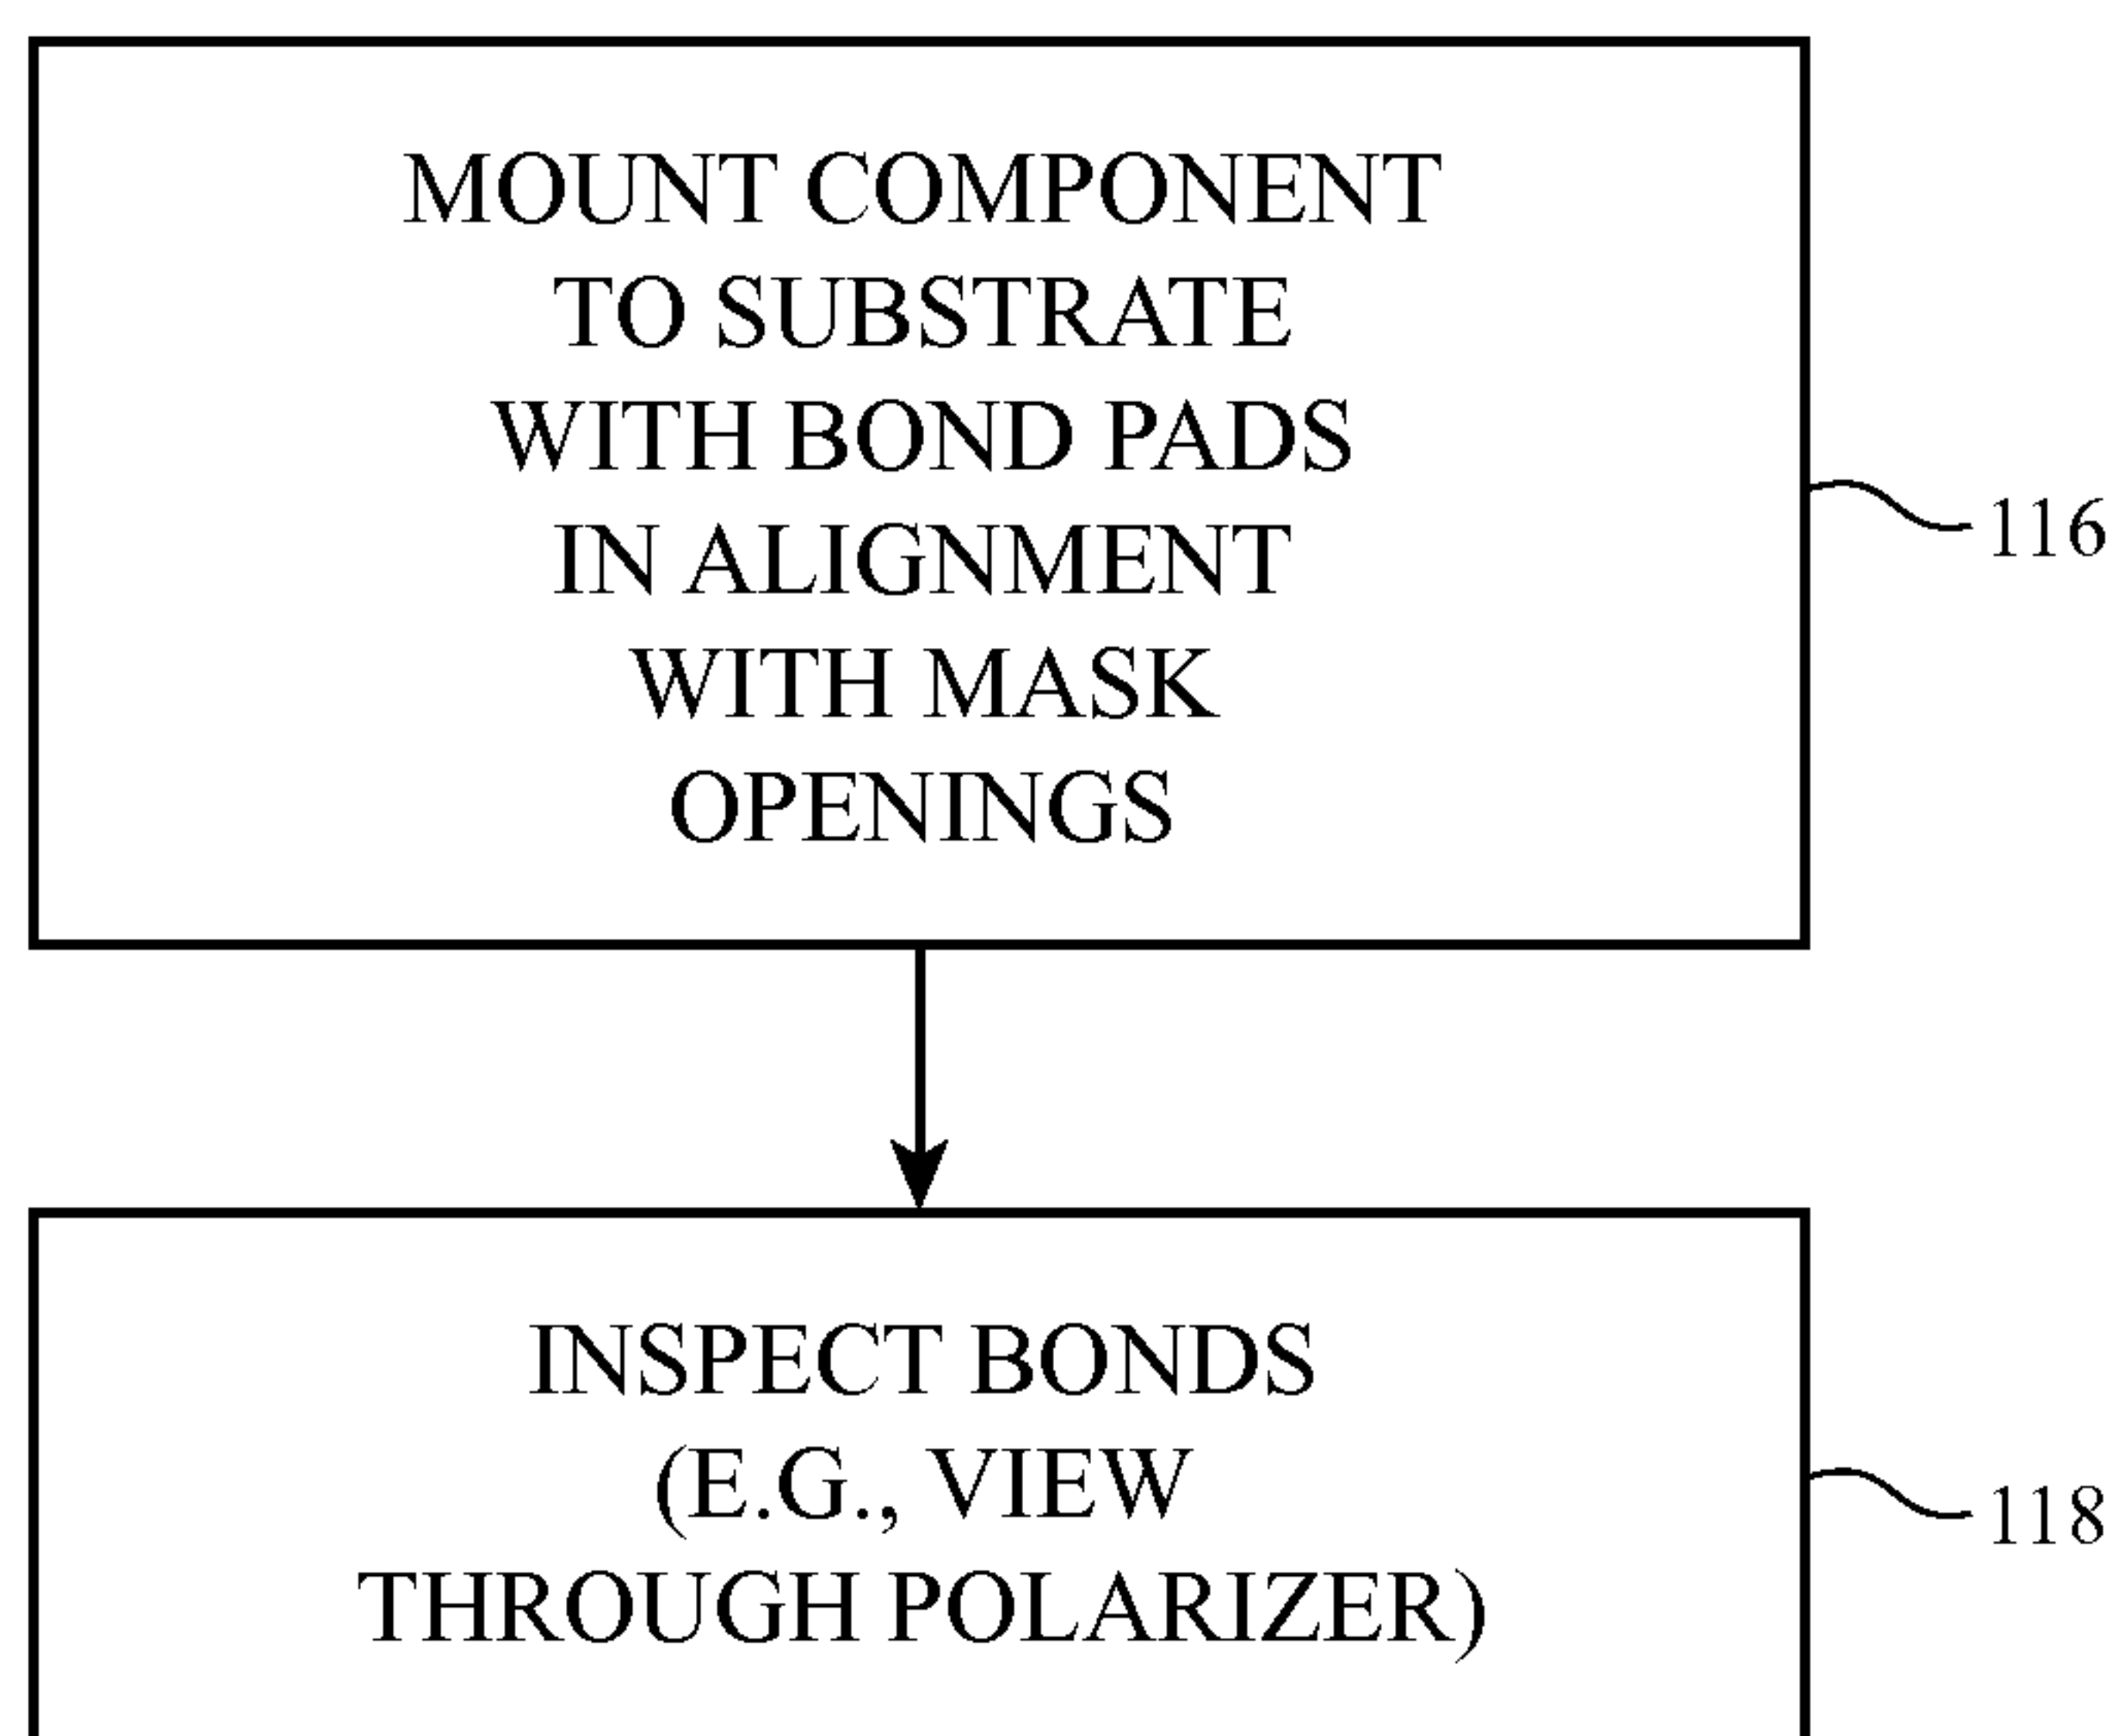 MOUNT COMPONENT
TO SUBSTRATE
WITH BOND PADS
IN ALIGNMENT
WITH MASK
OPENINGS
116
INSPECT BONDS
(E.G., VIEW
THROUGH POLARIZER)
118